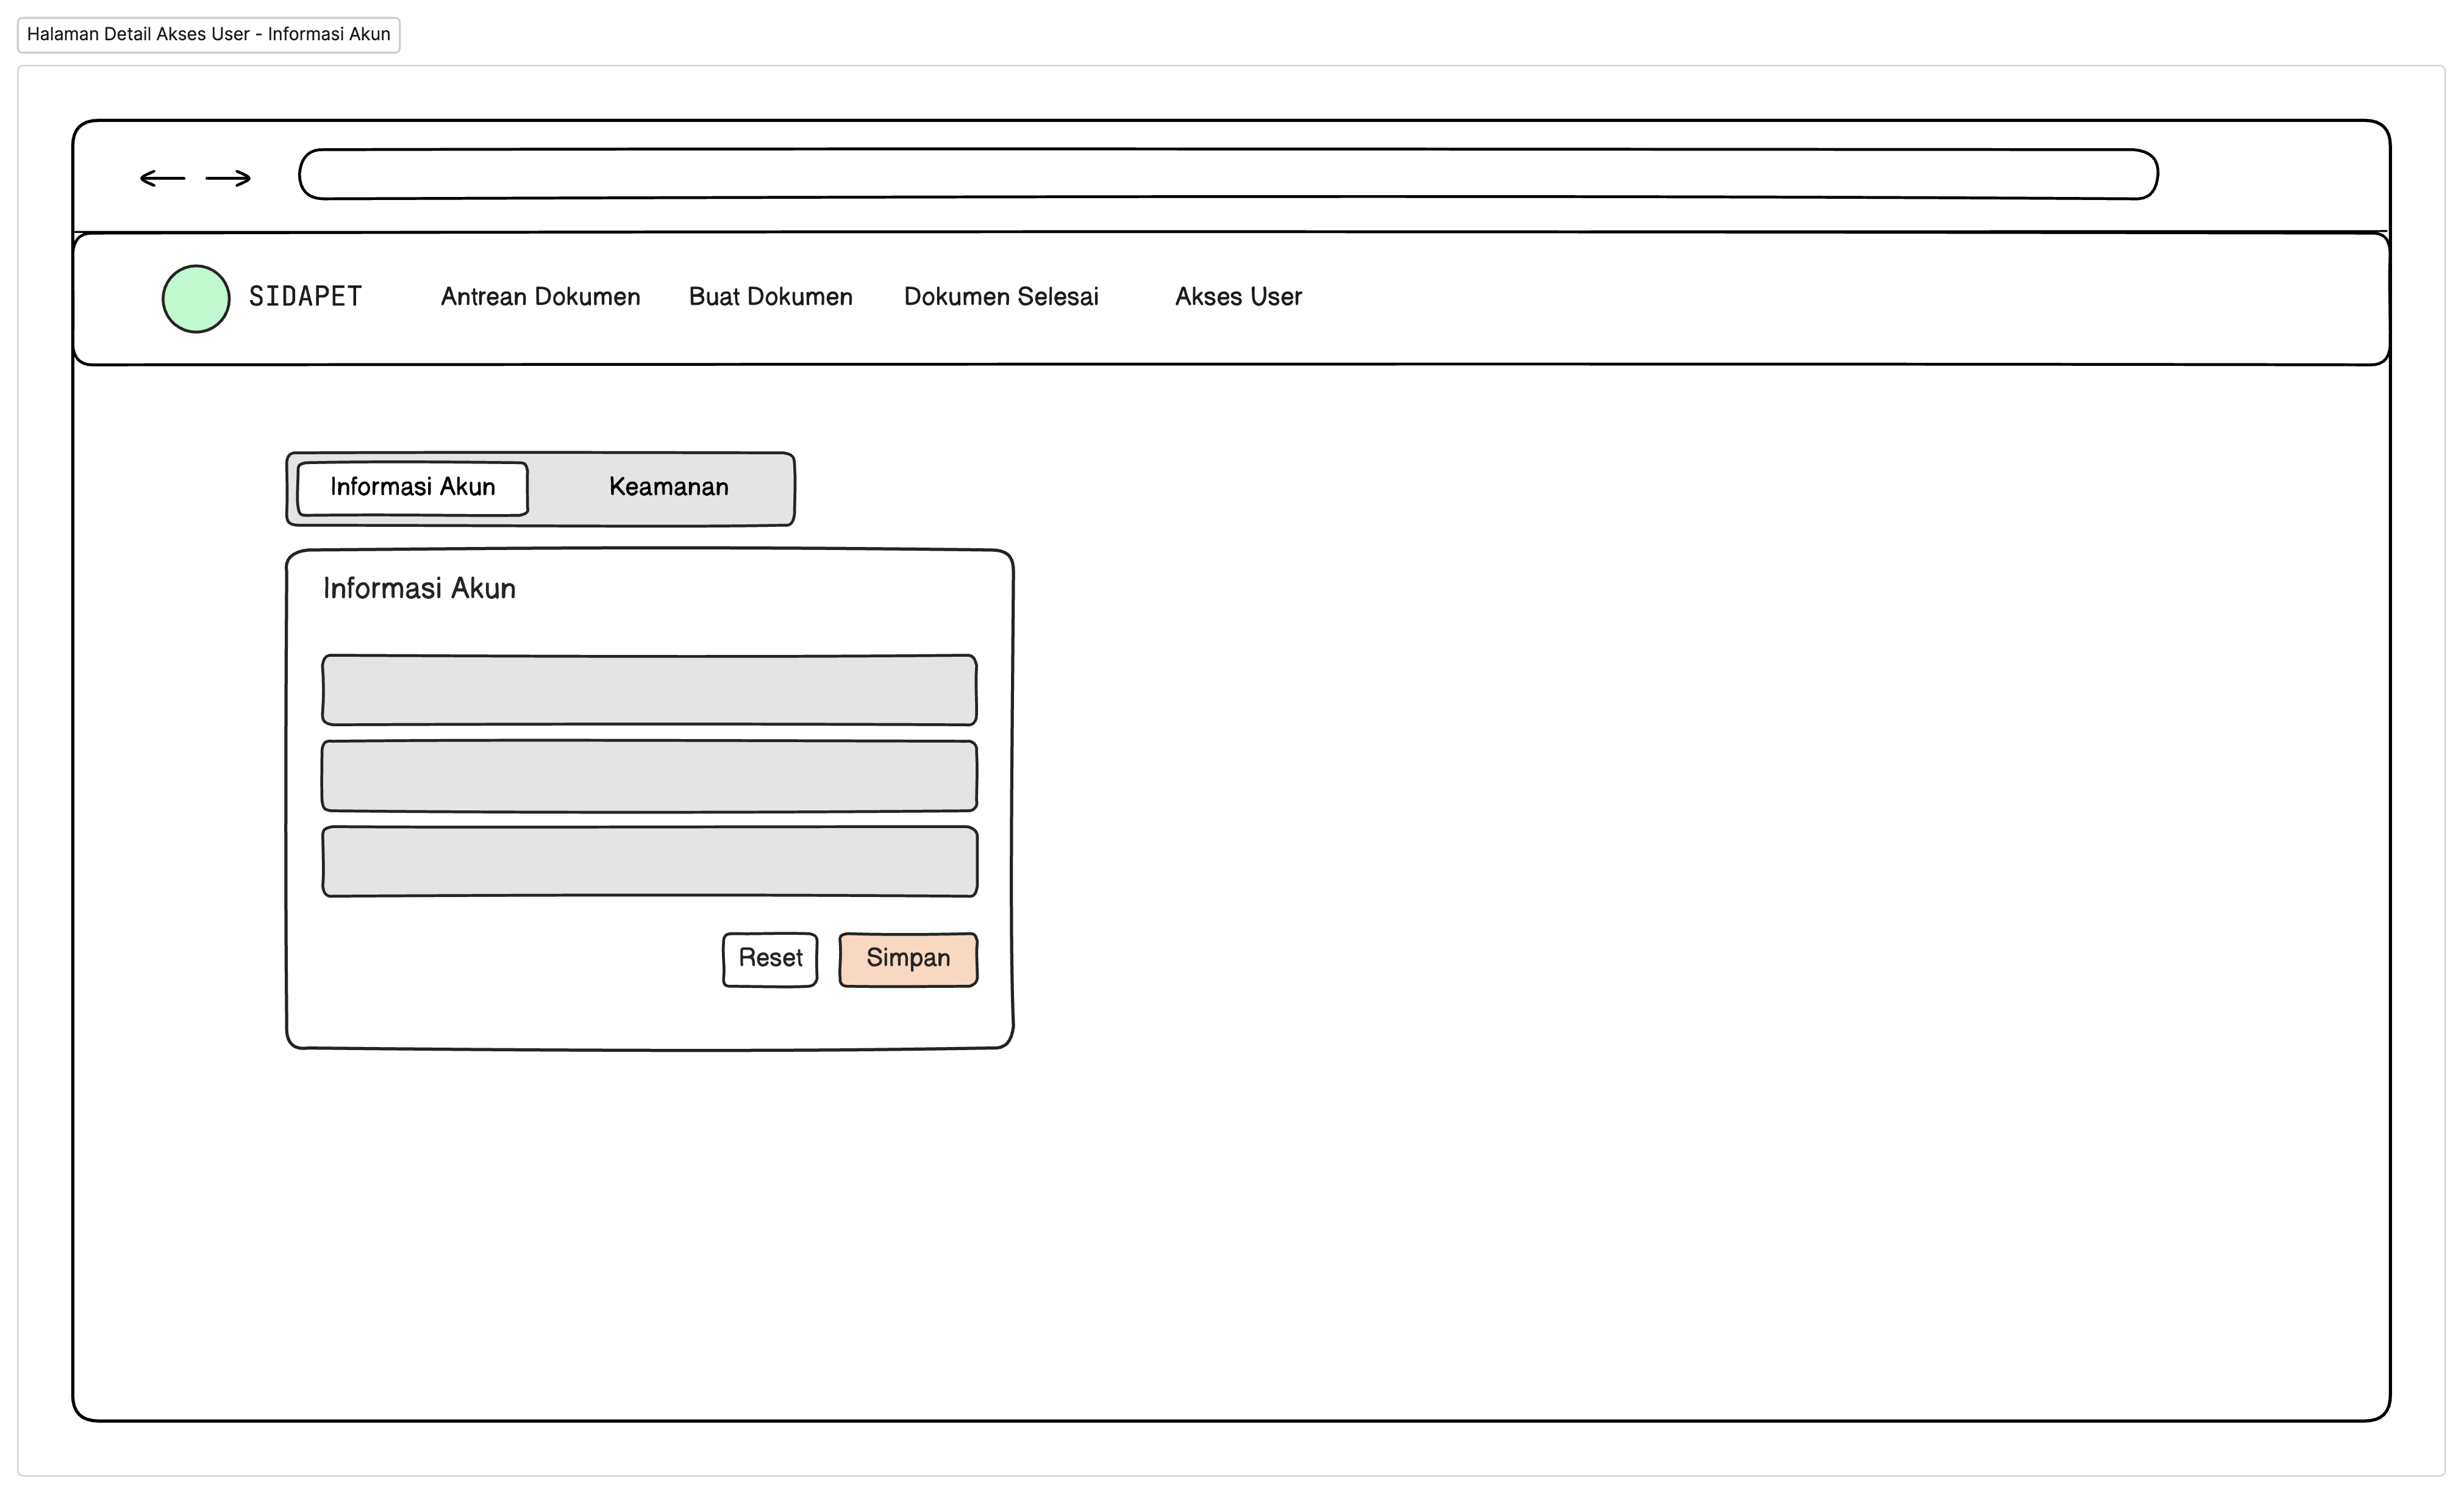 Halaman Detail Akses User - Informasi Akun
SIDAPET Antrean Dokumen Buat Dokumen Dokumen Selesai Akses User
Informasi Akun Keamanan
Informasi Akun
Reset Simpan